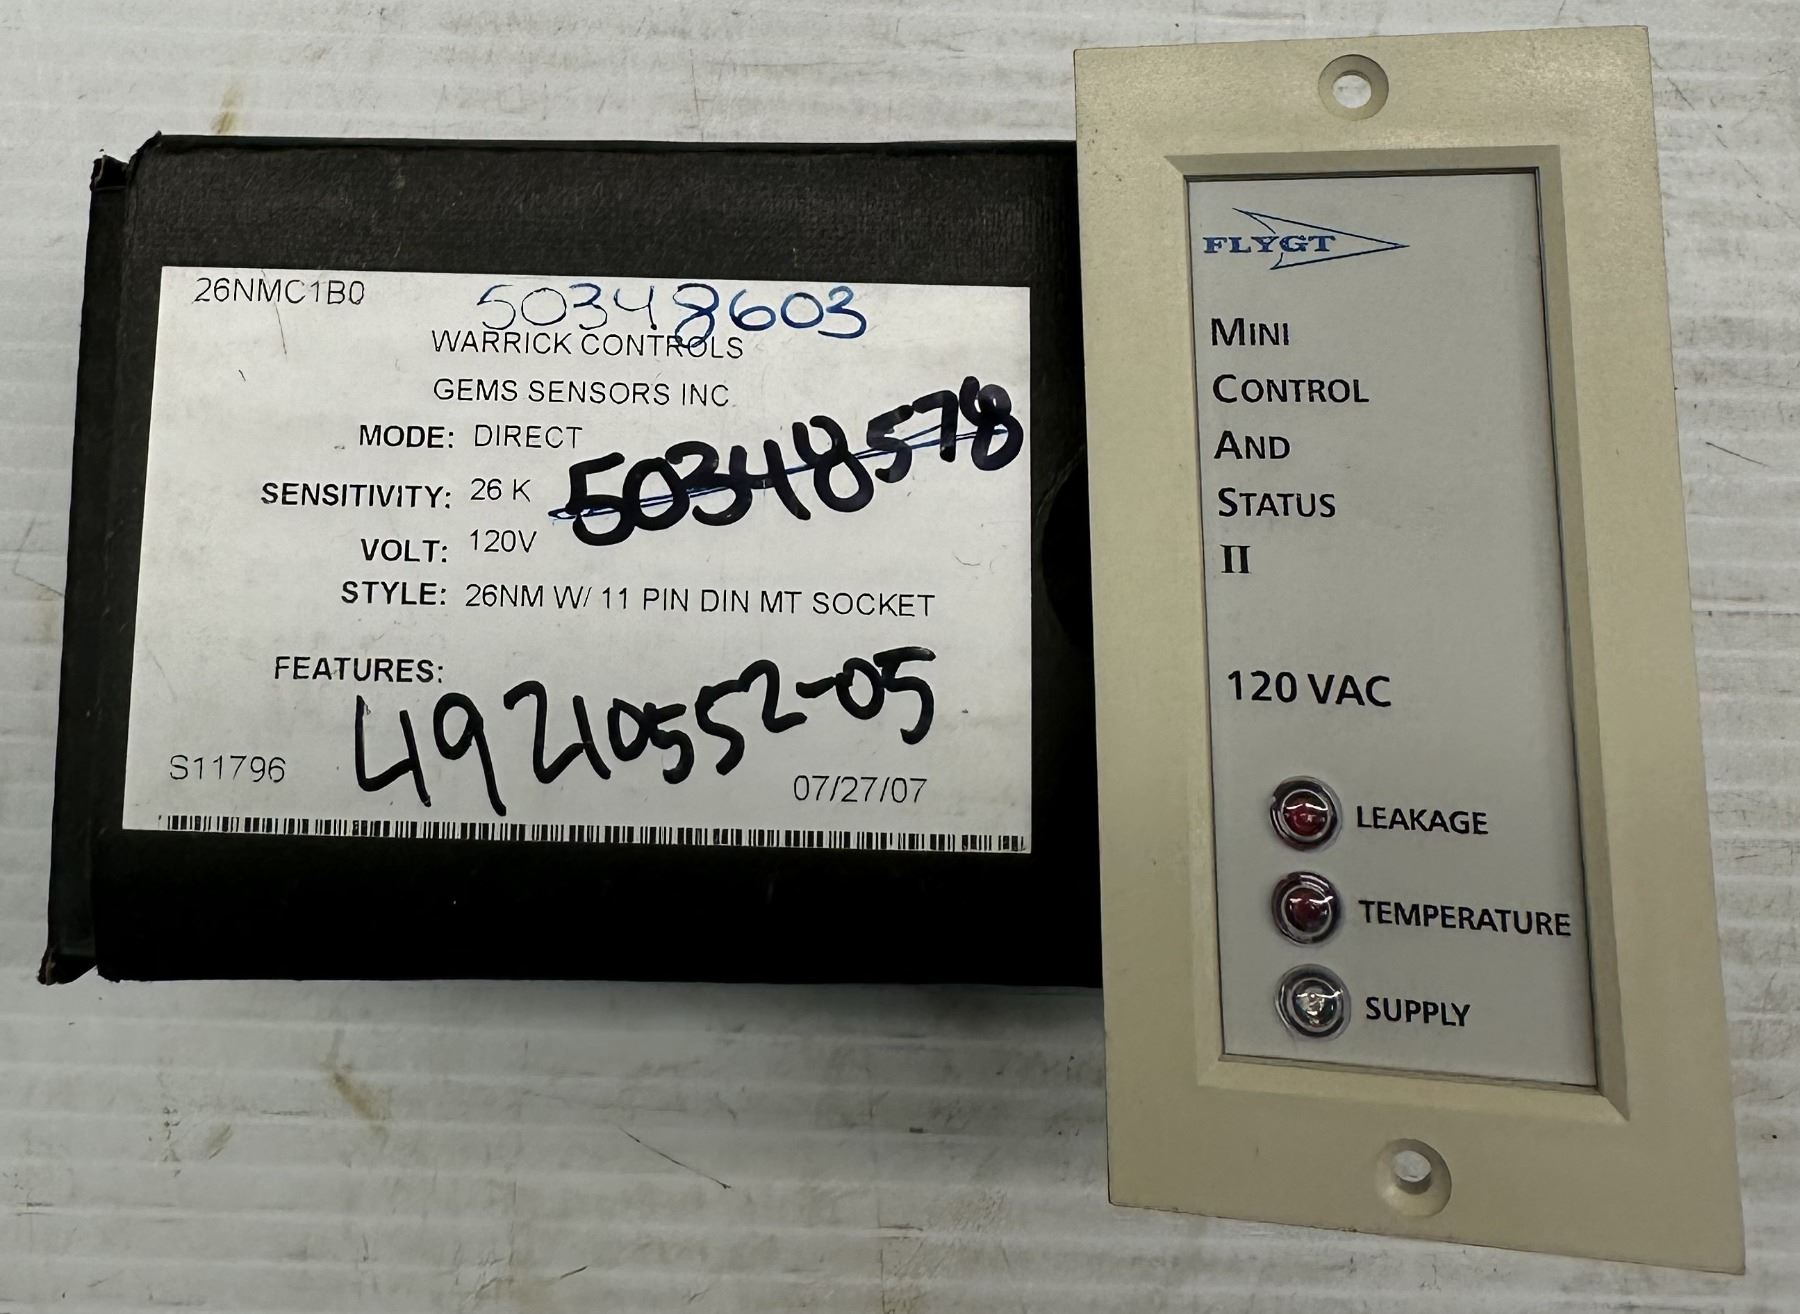 26NMC1B0 50348603
WARRICK CONTROLS
GEMS SENSORS INC.
MODE: DIRECT
50348578
SENSITIVITY: 26 K
VOLT: 120V
STYLE: 26NM W/ 11 PIN DIN MT SOCKET
FEATURES:
49210552-05
S11796 07/27/07
FLYGT
MINI
CONTROL
AND
STATUS
II
120 VAC
LEAKAGE
TEMPERATURE
SUPPLY